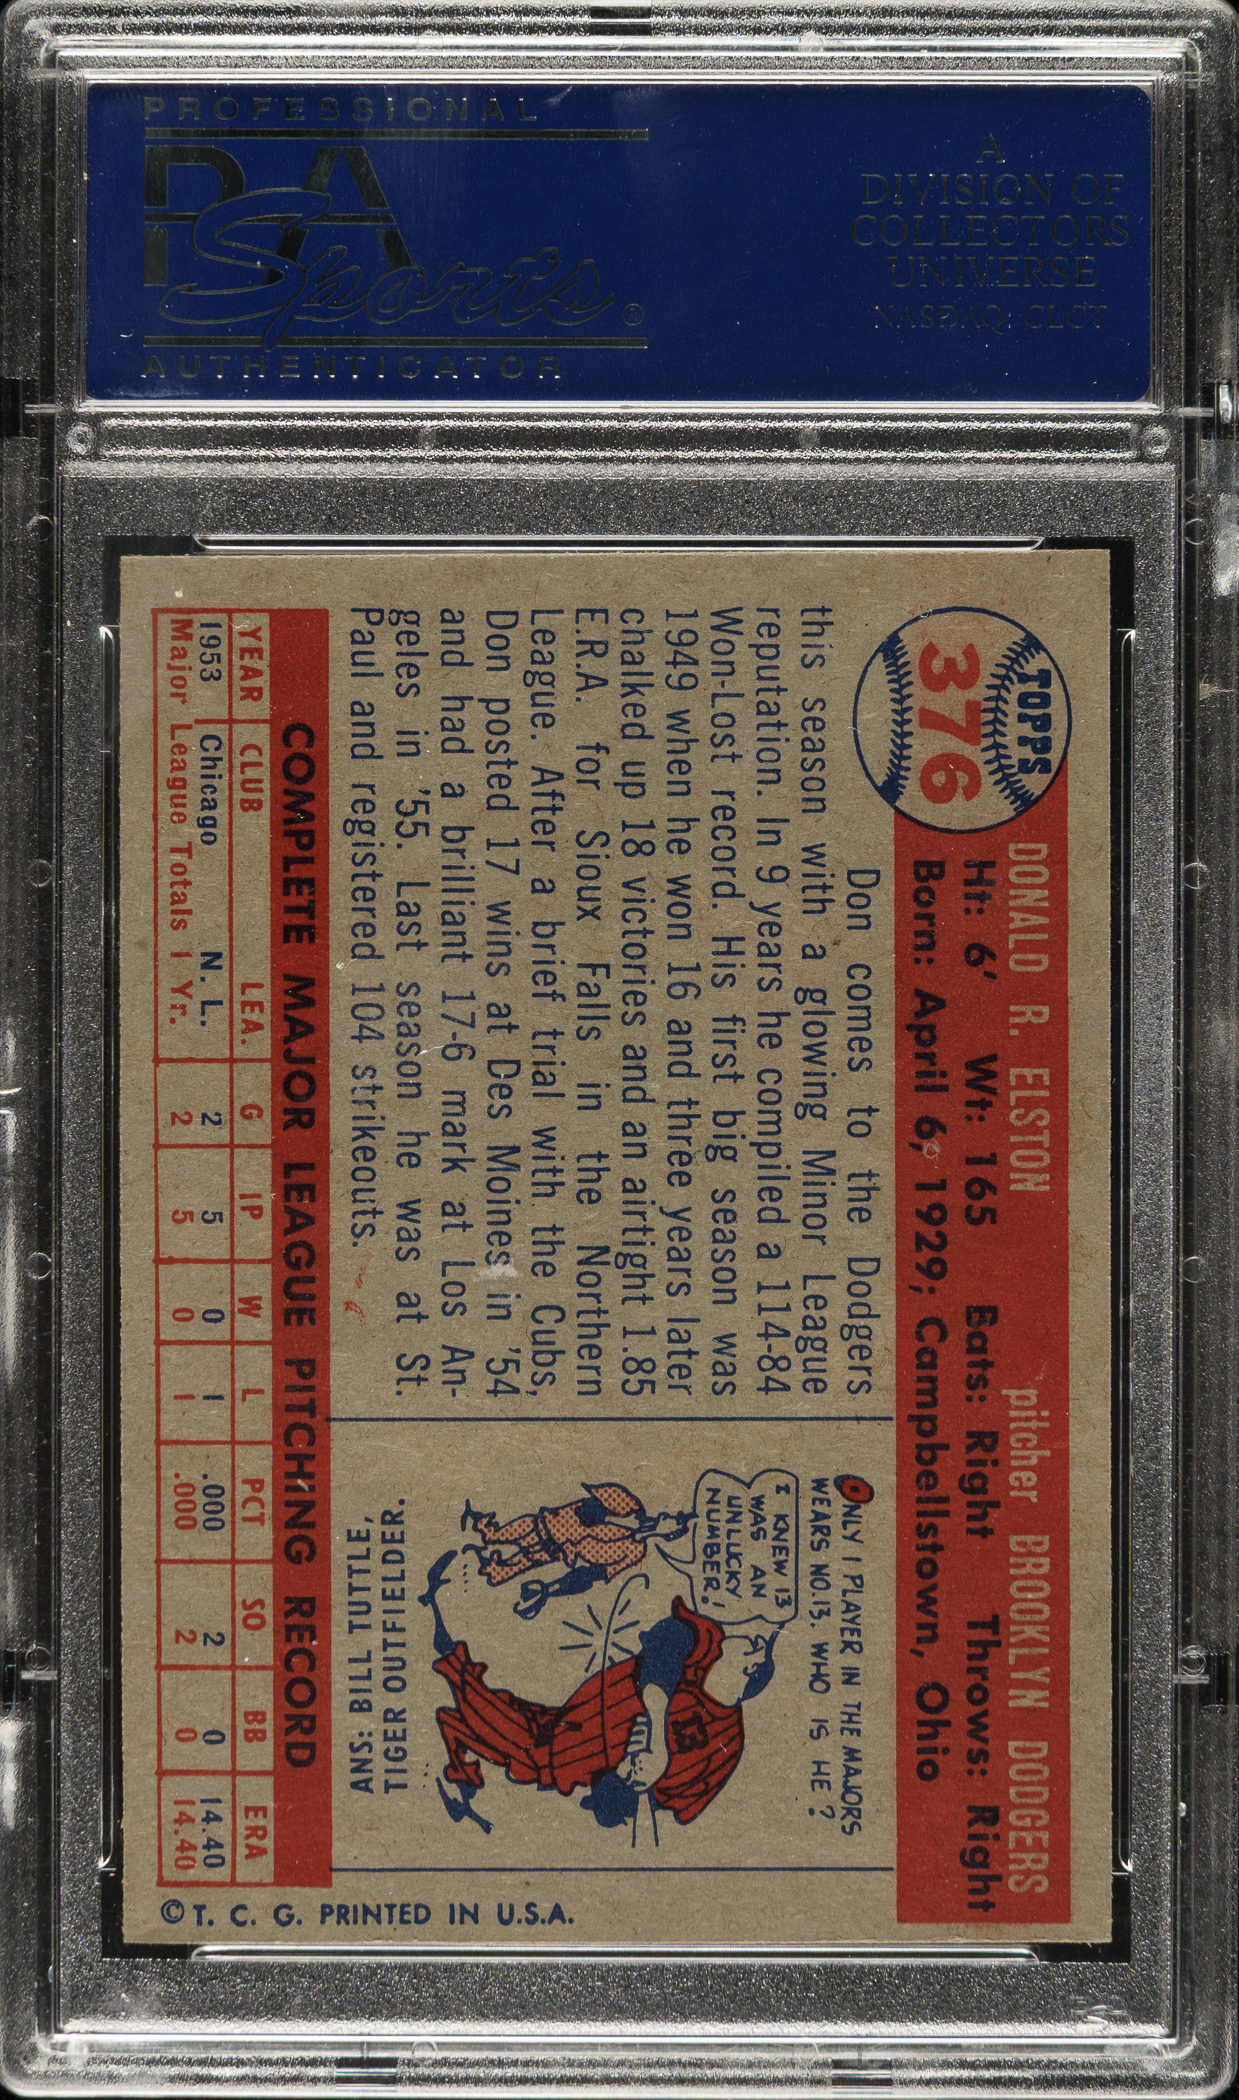 PROFESSIONAL
PSA
Sports ®
AUTHENTICATOR
A
DIVISION OF
COLLECTORS
UNIVERSE
NASDAQ: CLCT
TOPPS
376
DONALD R. ELSTON pitcher BROOKLYN DODGERS
Ht: 6' Wt: 165 Bats: Right Throws: Right
Born: April 6, 1929; Campbellstown, Ohio
Don comes to the Dodgers
this season with a glowing Minor League
reputation. In 9 years he compiled a 114-84
Won-Lost record. His first big season was
1949 when he won 16 and three years later
chalked up 18 victories and an airtight 1.85
E.R.A. for Sioux Falls in the Northern
League. After a brief trial with the Cubs,
Don posted 17 wins at Des Moines in '54
and had a brilliant 17-6 mark at Los An-
geles in '55. Last season he was at St.
Paul and registered 104 strikeouts.
ONLY 1 PLAYER IN THE MAJORS
WEARS NO.13. WHO IS HE?
I KNEW 13
WAS AN
UNLUCKY
NUMBER!
13
ANS: BILL TUTTLE,
TIGER OUTFIELDER.
COMPLETE MAJOR LEAGUE PITCHING RECORD
YEAR CLUB LEA. G IP W L PCT SO BB ERA
1953 Chicago N. L. 2 5 0 1 .000 2 0 14.40
Major League Totals 1 Yr. 2 5 0 1 .000 2 0 14.40
© T. C. G. PRINTED IN U.S.A.